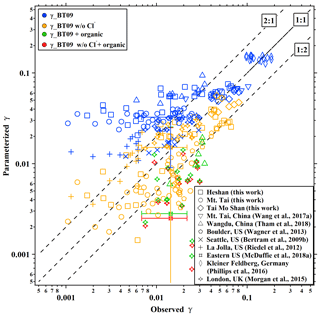 γ_BT09
γ_BT09 w/o Cl⁻
γ_BT09 + organic
γ_BT09 w/o Cl⁻+ organic
2:1
1:1
1:2
Parameterized γ
0.1
0.01
0.001
Heshan (this work)
Mt. Tai (this work)
Tai Mo Shan (this work)
Mt. Tai, China (Wang et al., 2017a)
Wangdu, China (Tham et al., 2018)
Boulder, US (Wagner et al., 2013)
Seattle, US (Bertram et al., 2009b)
La Jolla, US (Riedel et al., 2012)
Eastern US (McDuffie et al., 2018a)
Kleiner Feldberg, Germany
(Phillips et al., 2016)
London, UK (Morgan et al., 2015)
0.001
0.01
0.1
Observed γ